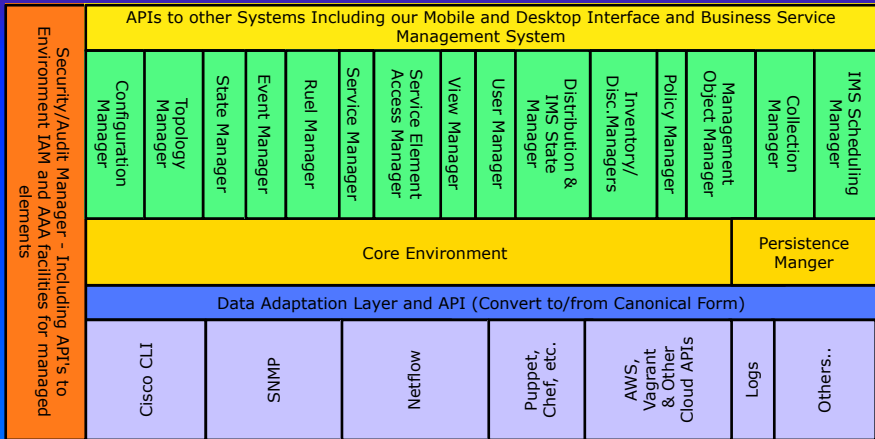 APIs to other Systems Including our Mobile and Desktop Interface and Business Service
Management System
Security/Audit Manager - Including API's to
Environment IAM and AAA facilities for managed
elements
Configuration
Manager
Topology
Manager
State Manager
Event Manager
Ruel Manager
Service Manager
Service Element
Access Manager
View Manager
User Manager
Distribution &
IMS State
Manager
Inventory/
Disc.Managers
Policy Manager
Management
Object Manager
Collection
Manager
IMS Scheduling
Manager
Core Environment
Persistence
Manger
Data Adaptation Layer and API (Convert to/from Canonical Form)
Cisco CLI
SNMP
Netflow
Puppet,
Chef, etc.
AWS,
Vagrant
& Other
Cloud APIs
Logs
Others..